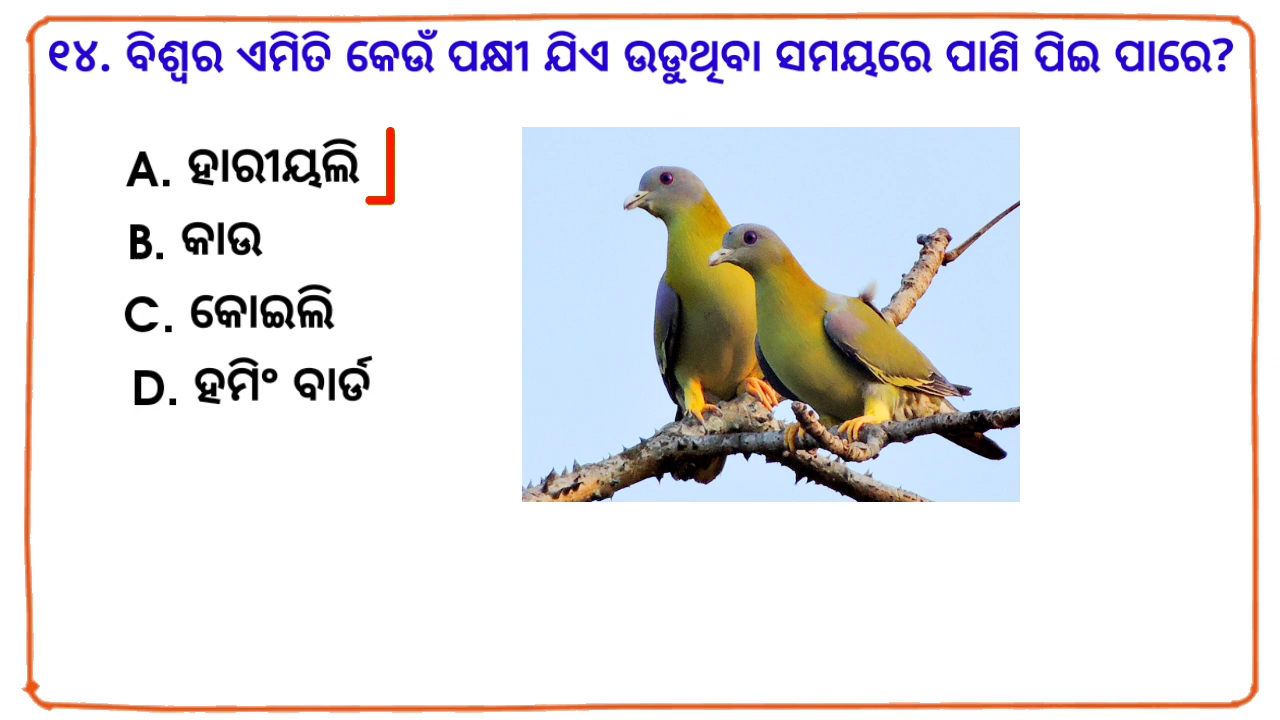 ୧୪. ବିଶ୍ୱର ଏମିତି କେଉଁ ପକ୍ଷୀ ଯିଏ ଉଡୁଥିବା ସମୟରେ ପାଣି ପିଇ ପାରେ?
A. ହାରୀୟଲି
B. କାଉ
C. କୋଇଲି
D. ହମିଂ ବାର୍ଡ